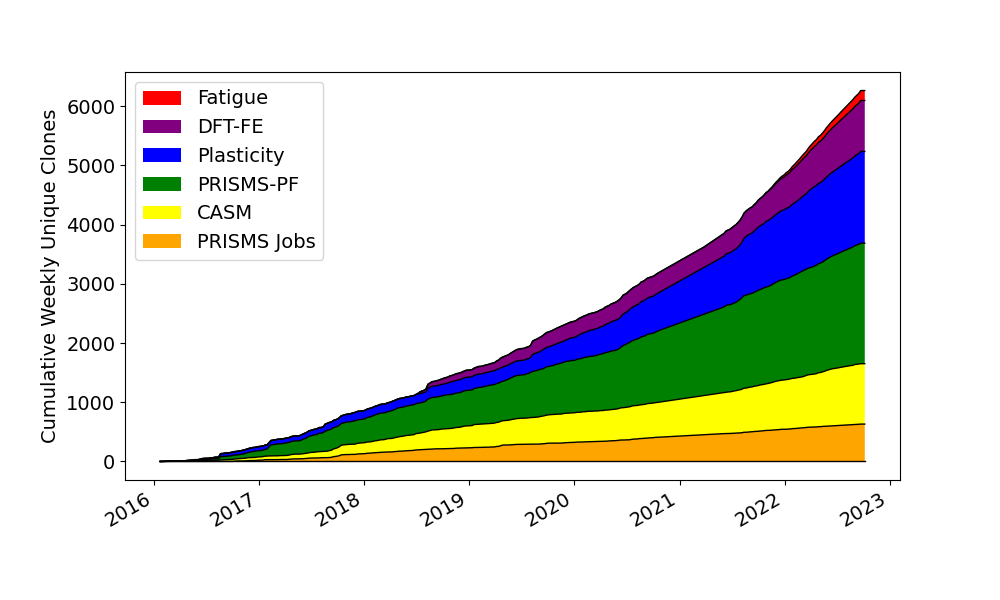 Cumulative Weekly Unique Clones
6000
5000
4000
3000
2000
1000
0
Fatigue
DFT-FE
Plasticity
PRISMS-PF
CASM
PRISMS Jobs
2016
2017
2018
2019
2020
2021
2022
2023